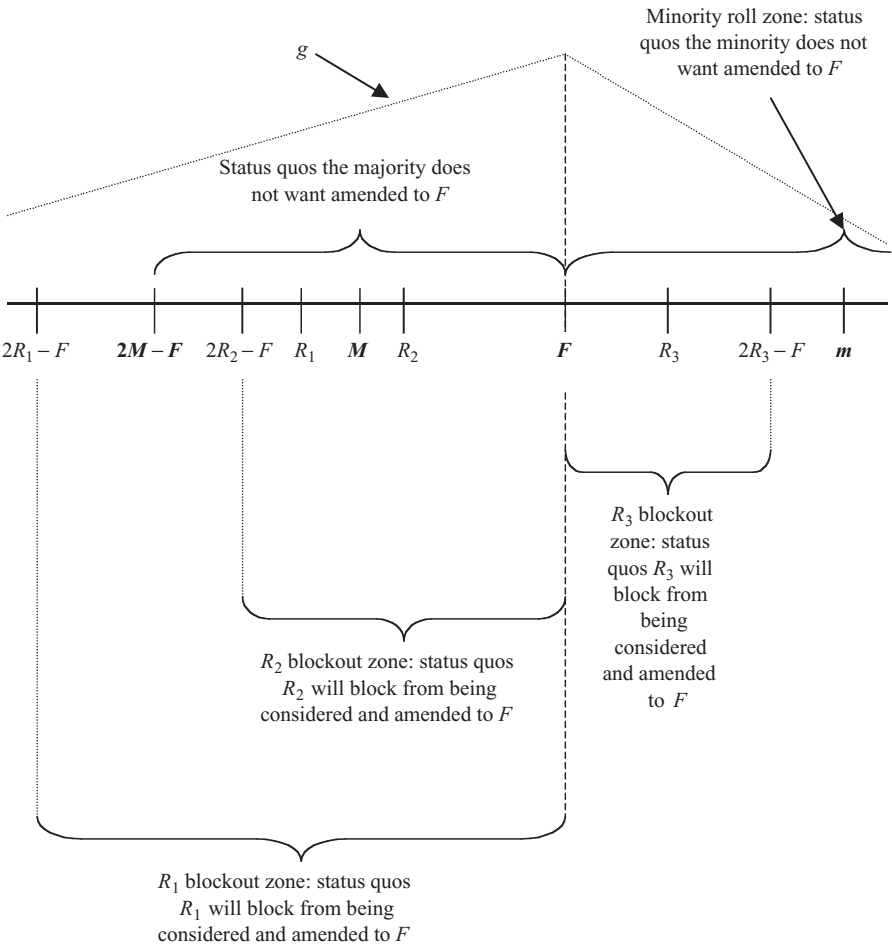 Minority roll zone: status
quos the minority does not
want amended to F
g
Status quos the majority does
not want amended to F
2R₁ – F
2M – F
2R₂ – F
R₁
M
R₂
F
R₃
2R₃ – F
m
R₃ blockout
zone: status
quos R₃ will
block from
being
considered
and amended
to F
R₂ blockout zone: status quos
R₂ will block from being
considered and amended to F
R₁ blockout zone: status quos
R₁ will block from being
considered and amended to F